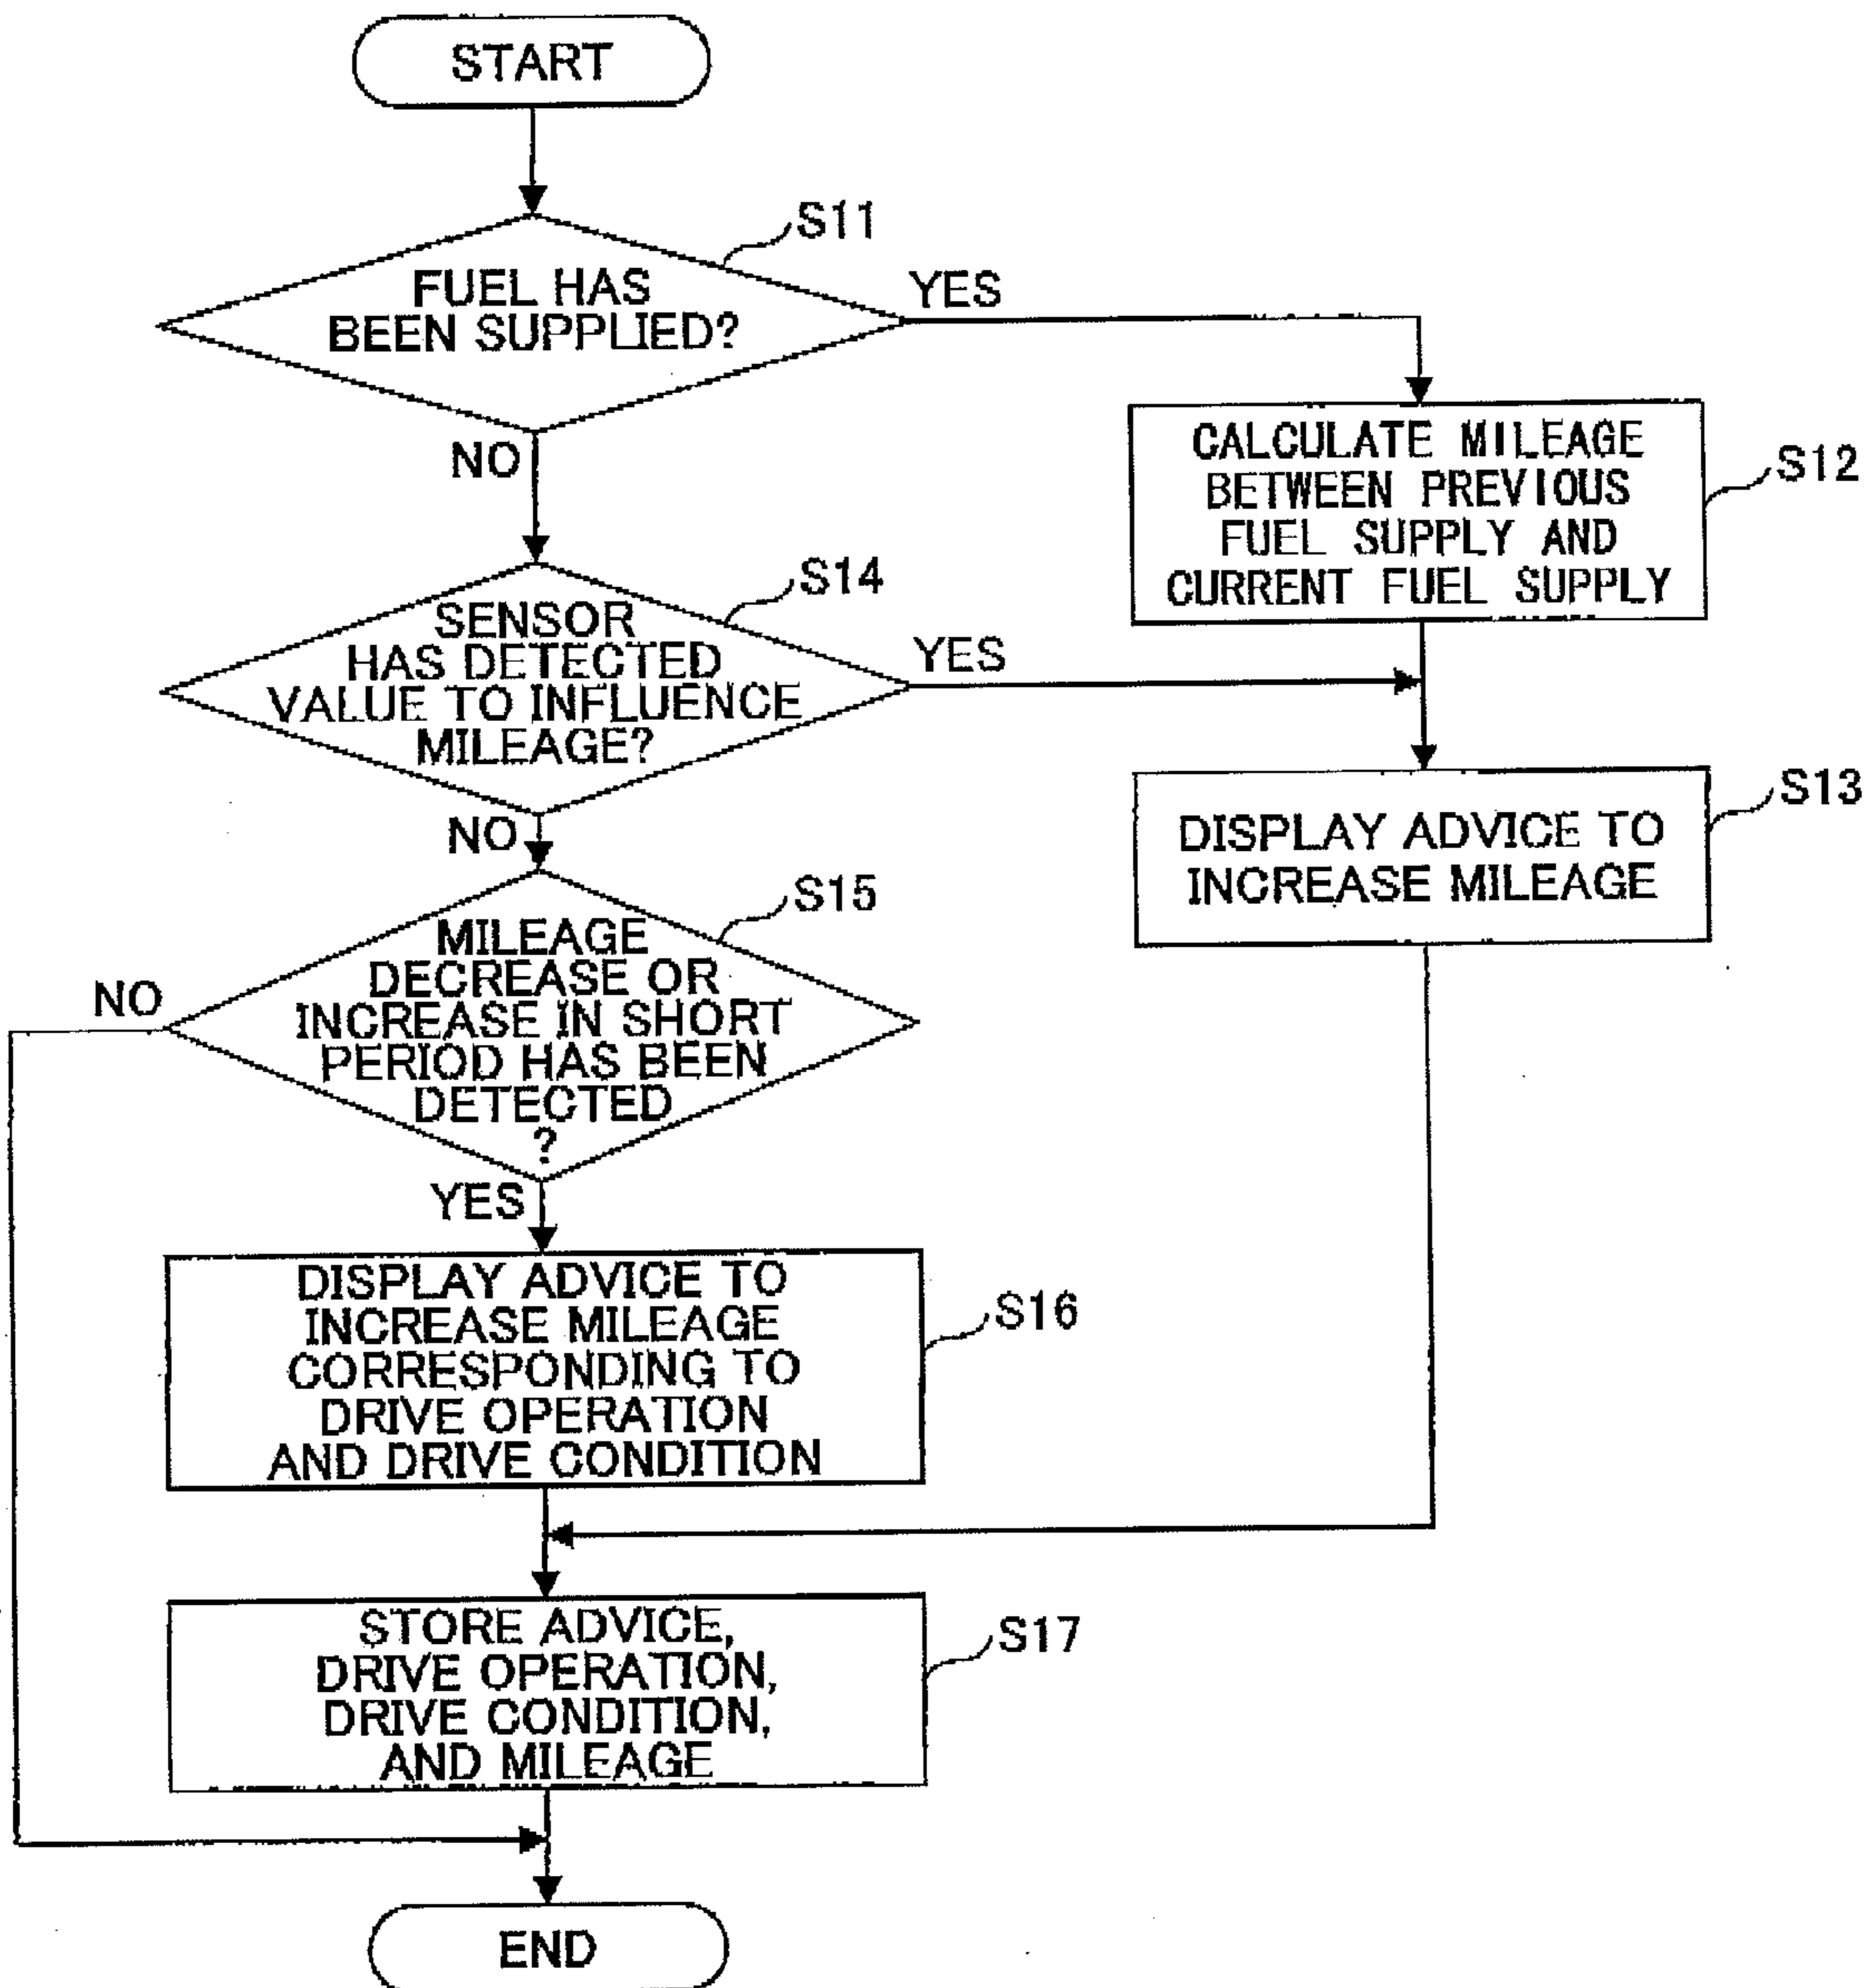 START
S11
FUEL HAS
BEEN SUPPLIED?
YES
NO
CALCULATE MILEAGE
BETWEEN PREVIOUS
FUEL SUPPLY AND
CURRENT FUEL SUPPLY
S12
S14
SENSOR
HAS DETECTED
VALUE TO INFLUENCE
MILEAGE?
YES
NO
S13
DISPLAY ADVICE TO
INCREASE MILEAGE
S15
MILEAGE
DECREASE OR
INCREASE IN SHORT
PERIOD HAS BEEN
DETECTED
?
NO
YES
DISPLAY ADVICE TO
INCREASE MILEAGE
CORRESPONDING TO
DRIVE OPERATION
AND DRIVE CONDITION
S16
STORE ADVICE,
DRIVE OPERATION,
DRIVE CONDITION,
AND MILEAGE
S17
END